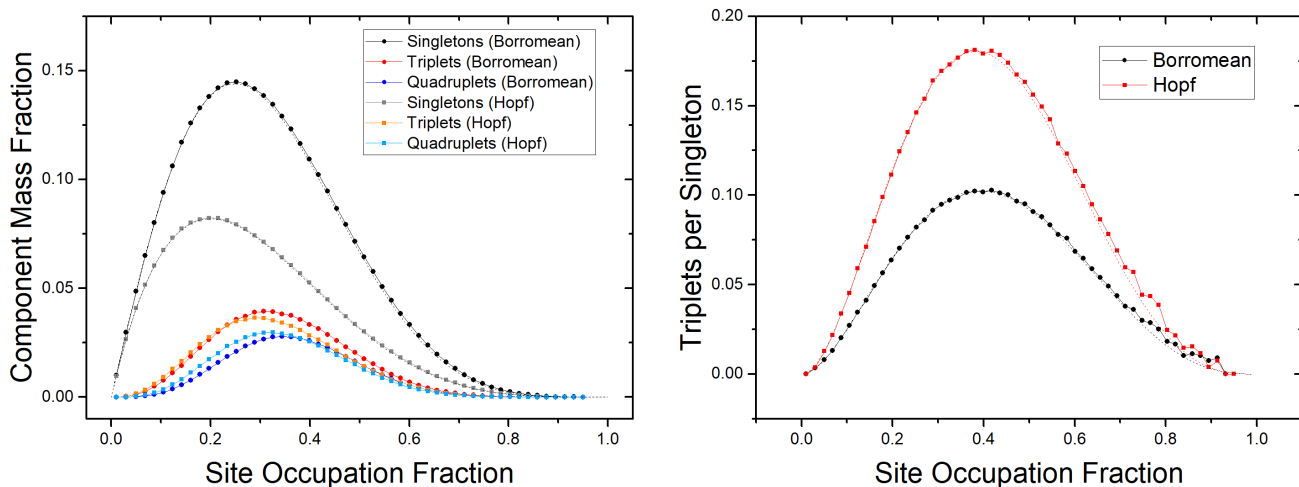 Component Mass Fraction
0.15
0.10
0.05
0.00
Singletons (Borromean)
Triplets (Borromean)
Quadruplets (Borromean)
Singletons (Hopf)
Triplets (Hopf)
Quadruplets (Hopf)
0.0 0.2 0.4 0.6 0.8 1.0
Site Occupation Fraction
Triplets per Singleton
0.20
0.15
0.10
0.05
0.00
Borromean
Hopf
0.0 0.2 0.4 0.6 0.8 1.0
Site Occupation Fraction